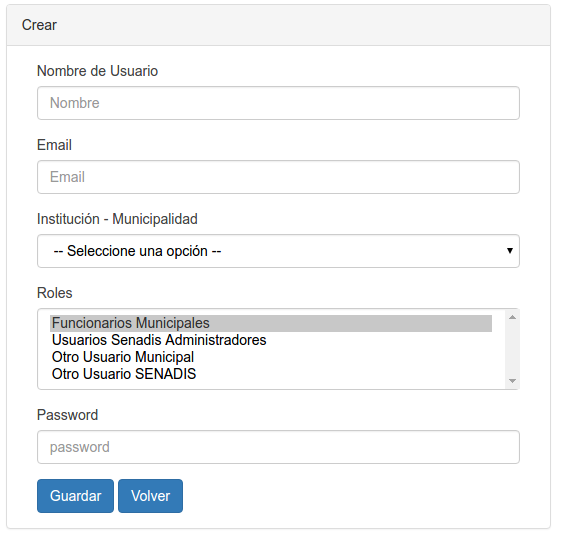 Crear
Nombre de Usuario
Nombre
Email
Email
Institución - Municipalidad
-- Seleccione una opción --
Roles
Funcionarios Municipales
Usuarios Senadis Administradores
Otro Usuario Municipal
Otro Usuario SENADIS
Password
password
Guardar Volver